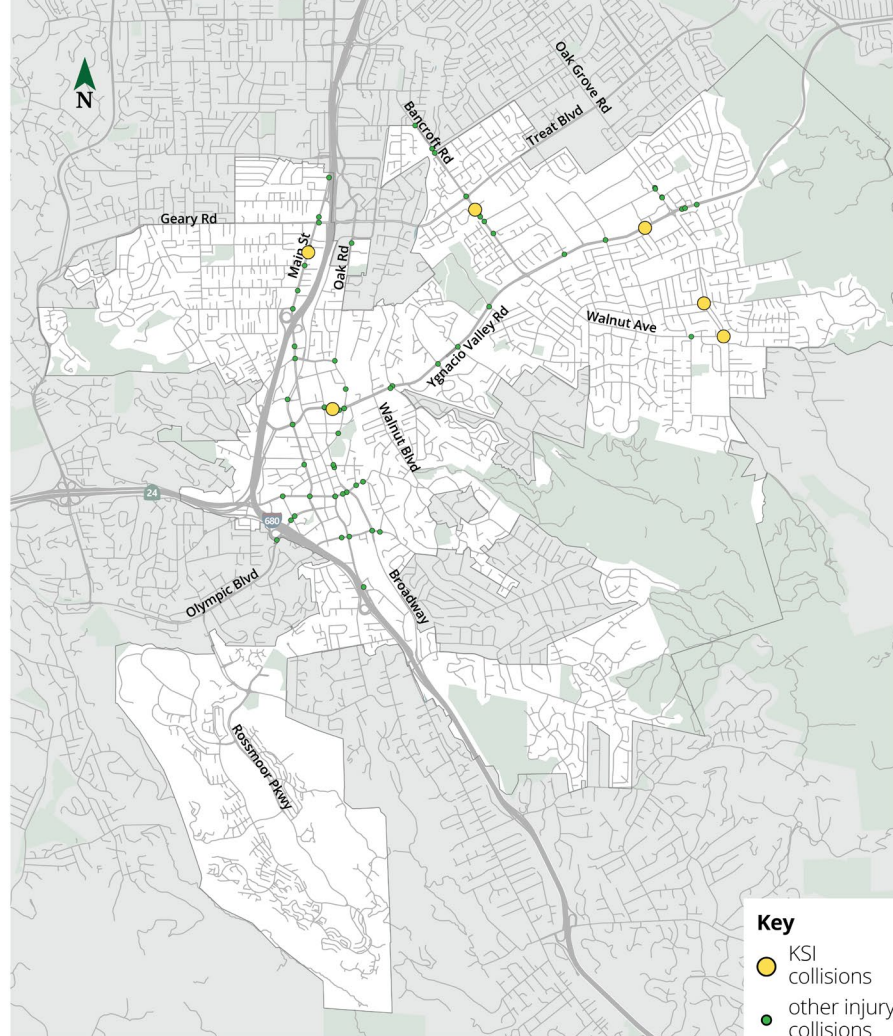 Oak Grove Rd
Bancroft Rd
Treat Blvd
N
Geary Rd
Main St
Oak Rd
Ygnacio Valley Rd
Walnut Ave
Walnut Blvd
24
680
Olympic Blvd
Broadway
Rossmoor Pkwy
Key
KSI
collisions
other injury
collisions